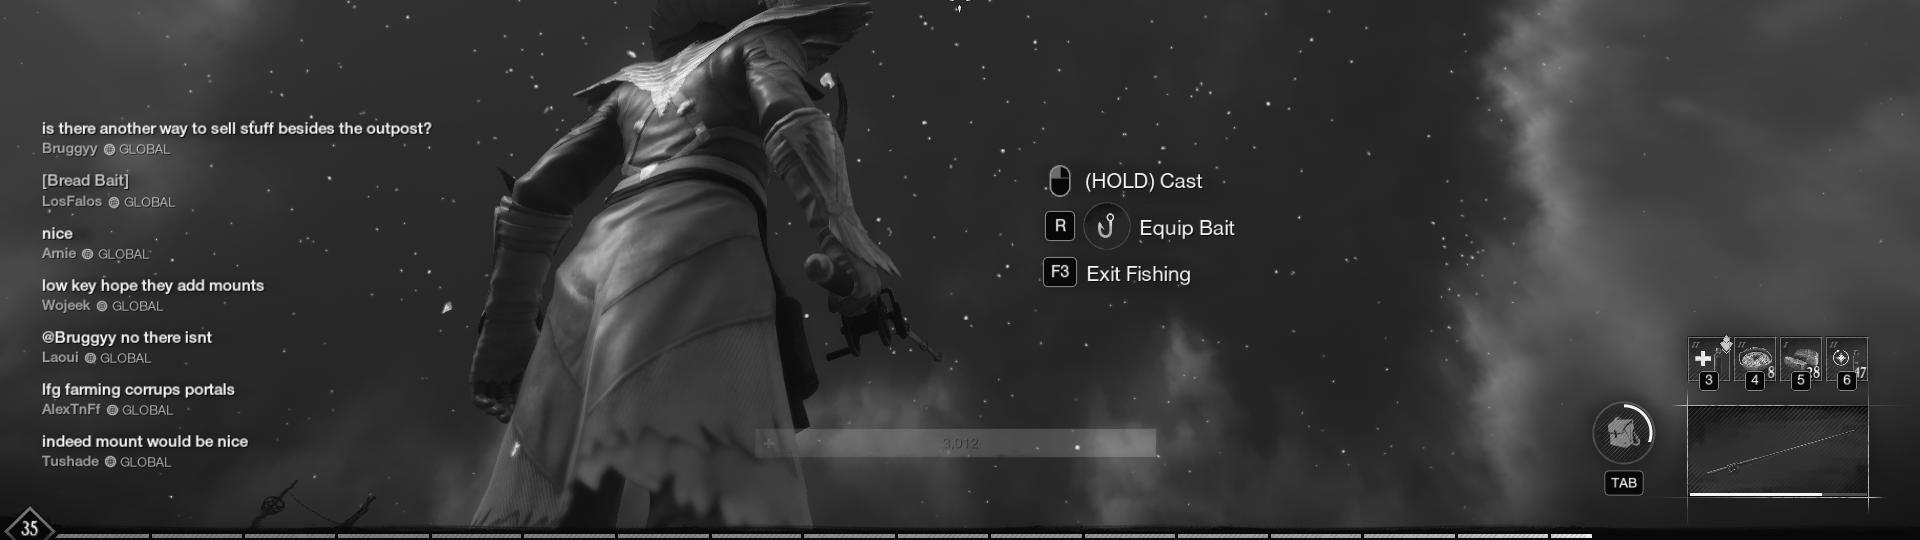 is there another way to sell stuff besides the outpost?
Bruggyy GLOBAL
[Bread Bait]
LosFalos GLOBAL
nice
Arnie GLOBAL
low key hope they add mounts
Wojeek GLOBAL
@Bruggyy no there isnt
Laoui GLOBAL
lfg farming corrups portals
AlexTnFf GLOBAL
indeed mount would be nice
Tushade GLOBAL
(HOLD) Cast
R Equip Bait
F3 Exit Fishing
3,012
3 4 5 6
8 28 17
TAB
35